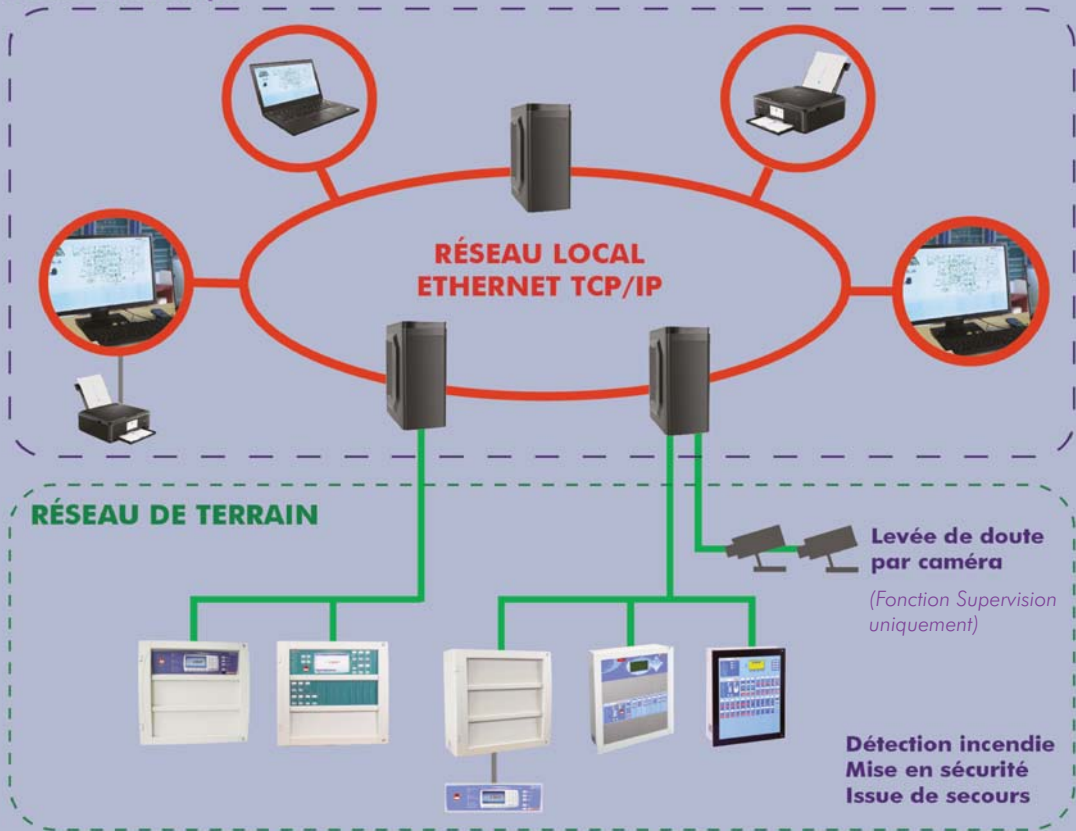 RÉSEAU LOCAL
ETHERNET TCP/IP
RÉSEAU DE TERRAIN
Levée de doute
par caméra
(Fonction Supervision
uniquement)
Détection incendie
Mise en sécurité
Issue de secours